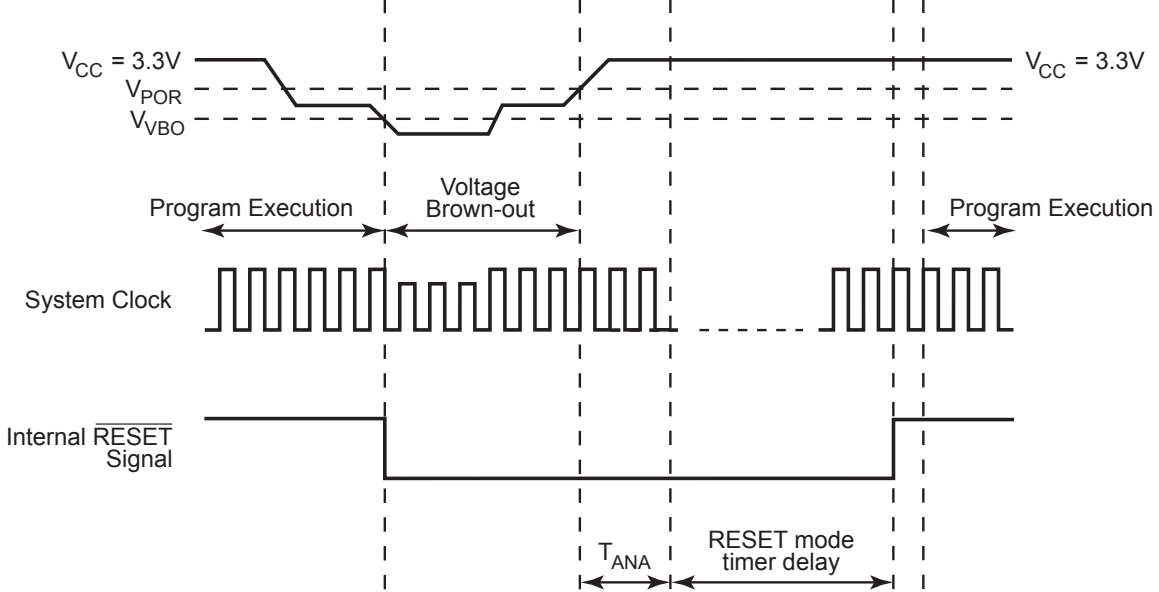 V_CC = 3.3V
V_CC = 3.3V
V_POR
V_VBO
Program Execution
Voltage
Brown-out
Program Execution
System Clock
Internal R̅E̅S̅E̅T̅
Signal
T_ANA
RESET mode
timer delay